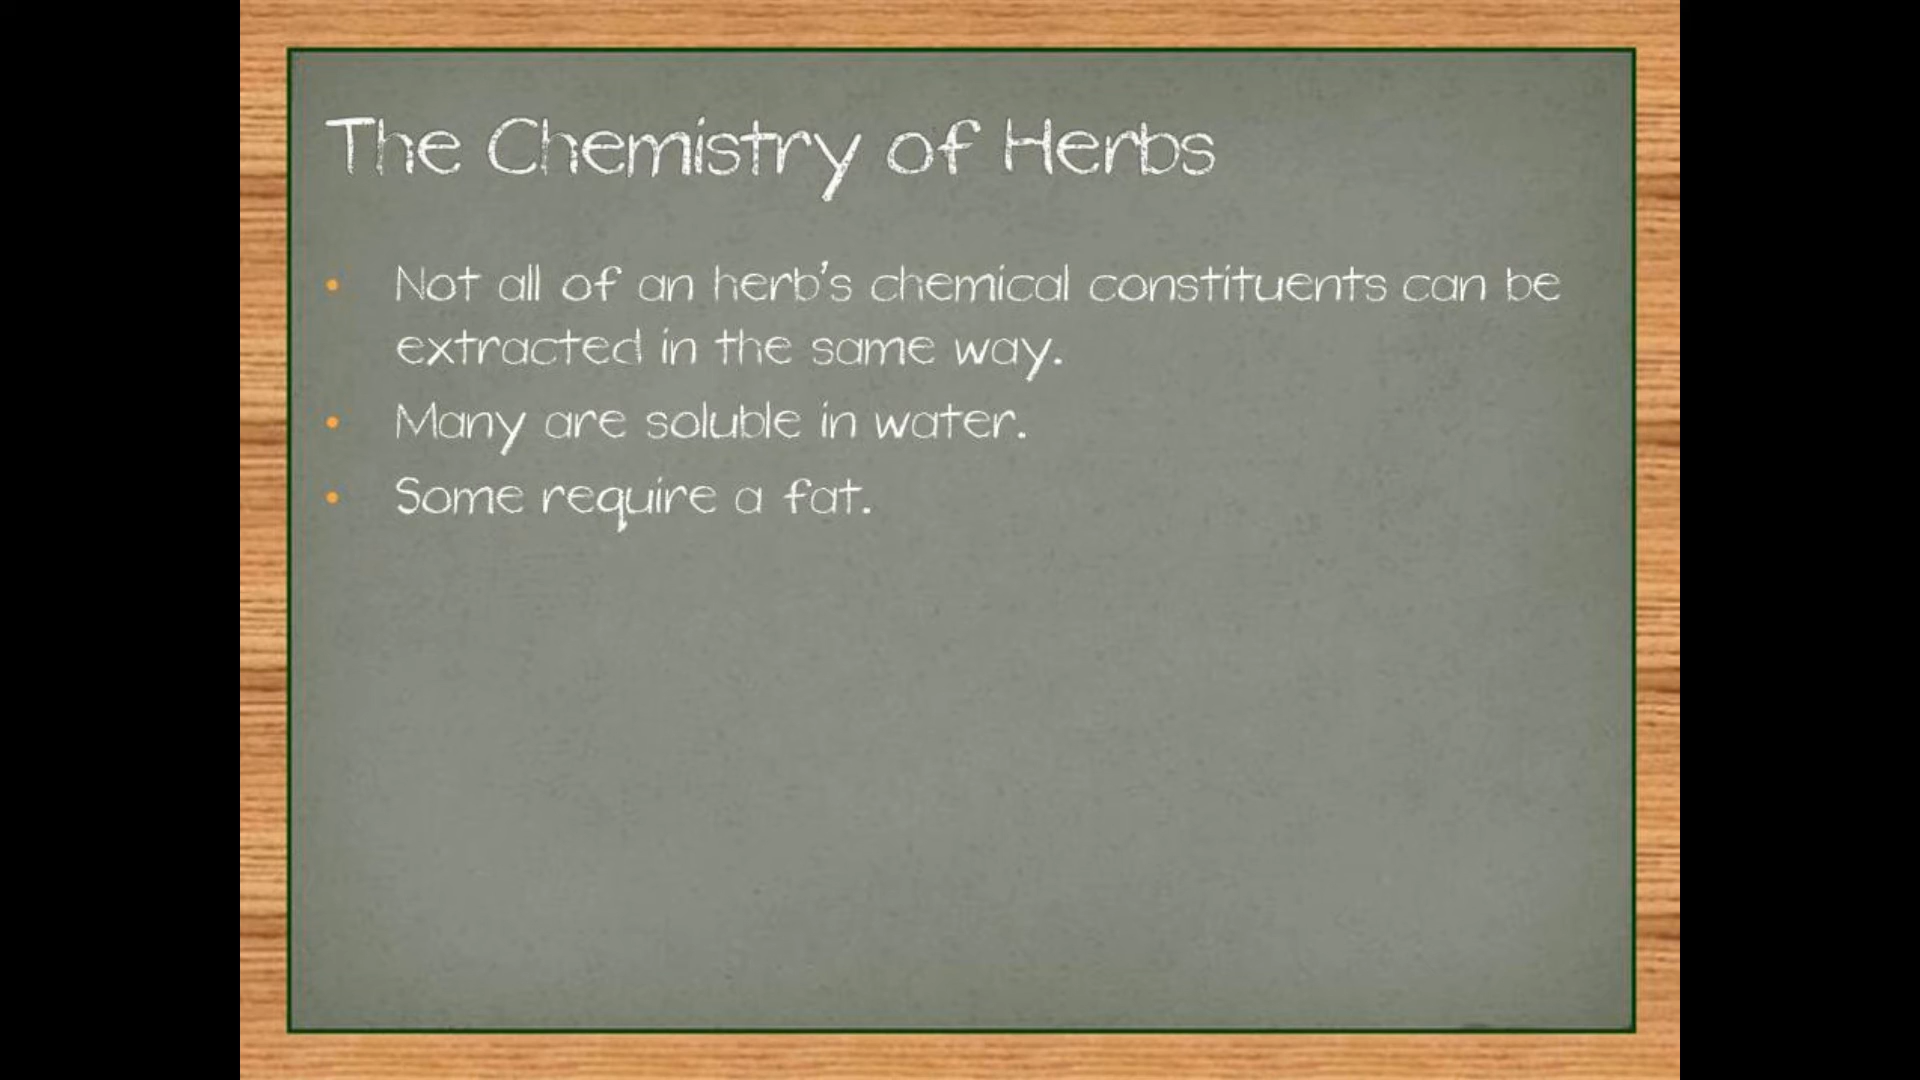 The Chemistry of Herbs
• Not all of an herb's chemical constituents can be
extracted in the same way.
• Many are soluble in water.
• Some require a fat.